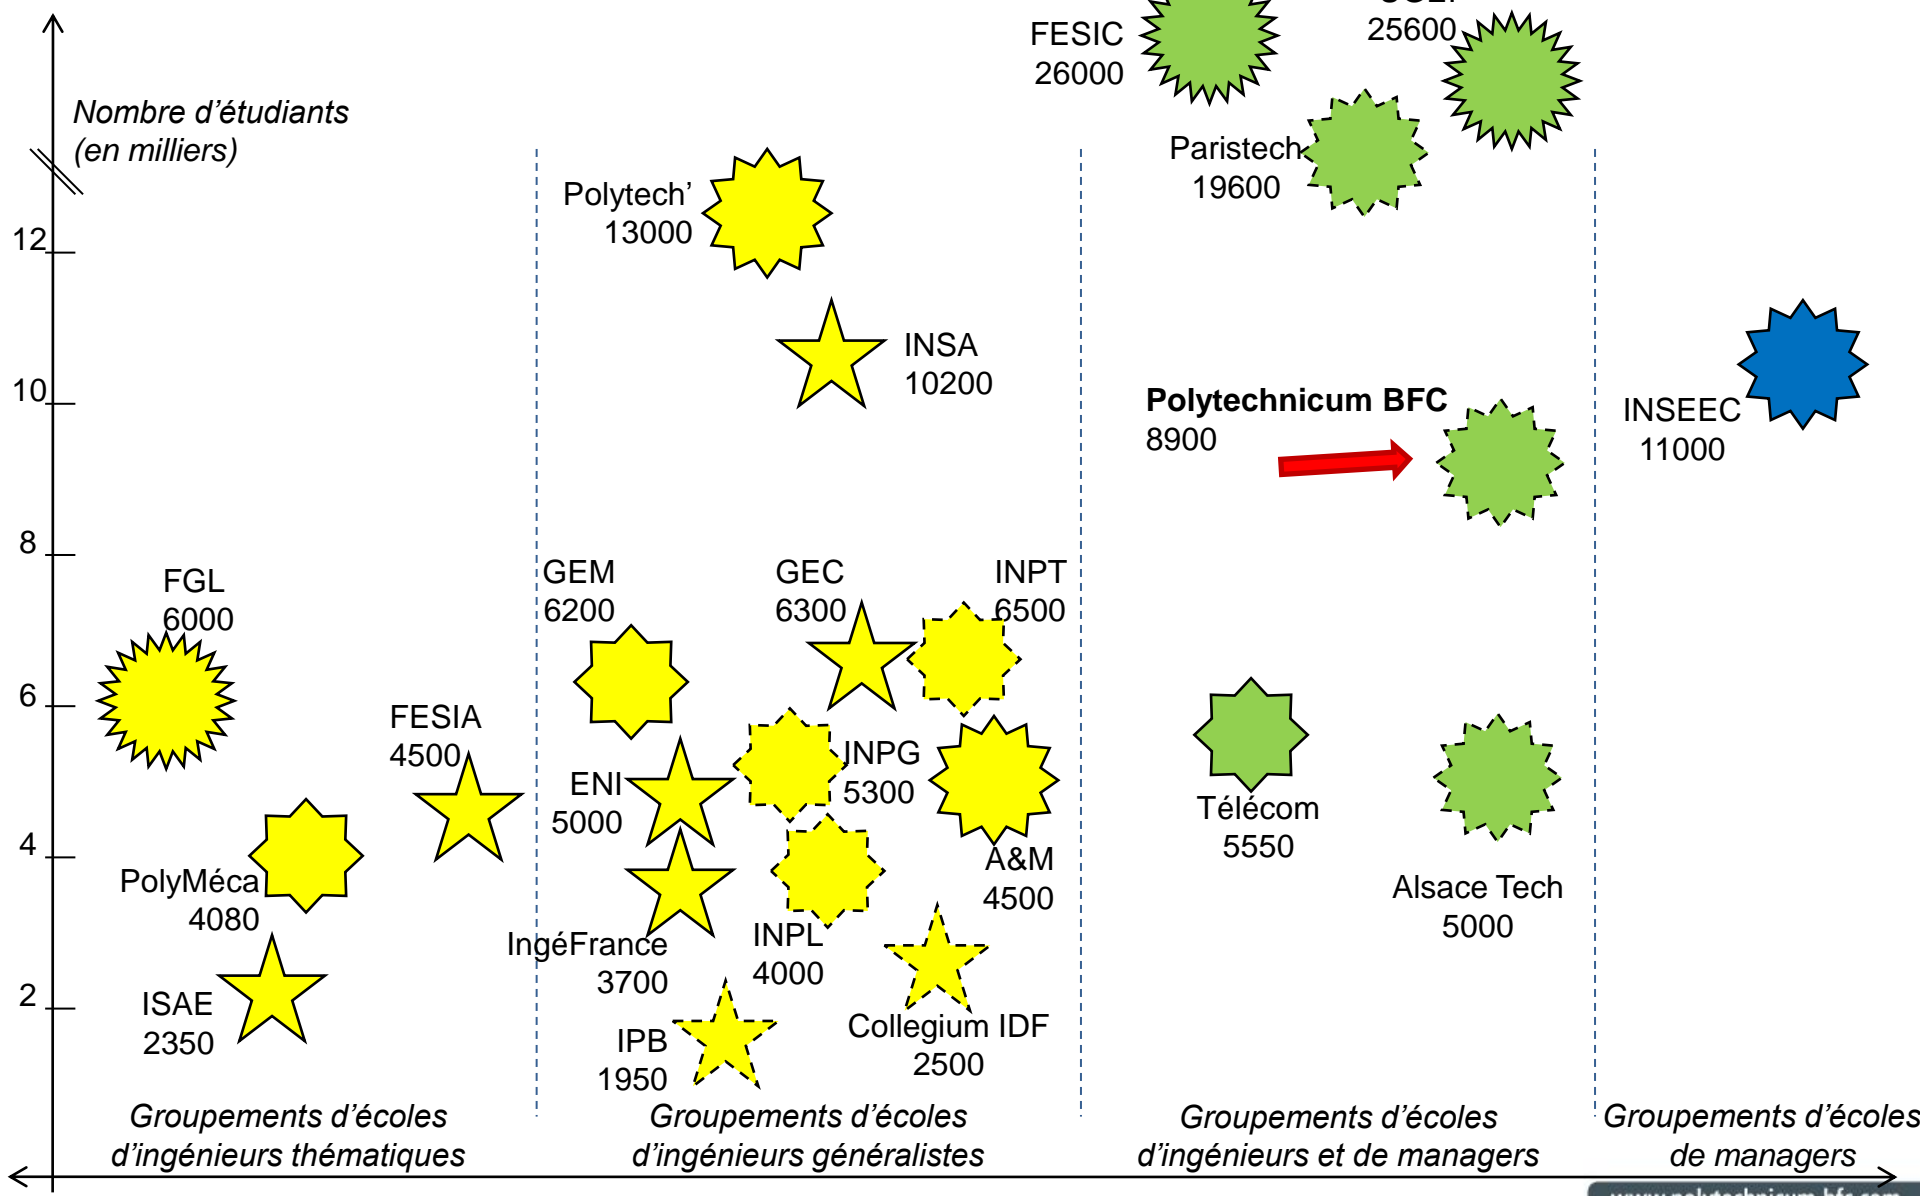 FESIC
26000
25600
Nombre d’étudiants
(en milliers)
Paristech
19600
Polytech’
13000
12
INSA
10200
10
Polytechnicum BFC
8900
INSEEC
11000
8
FGL
6000
GEM
6200
GEC
6300
INPT
6500
6
FESIA
4500
ENI
5000
INPG
5300
Télécom
5550
A&M
4500
4
PolyMéca
4080
Alsace Tech
5000
IngéFrance
3700
INPL
4000
2
ISAE
2350
IPB
1950
Collegium IDF
2500
Groupements d’écoles
d’ingénieurs thématiques
Groupements d’écoles
d’ingénieurs généralistes
Groupements d’écoles
d’ingénieurs et de managers
Groupements d’écoles
de managers